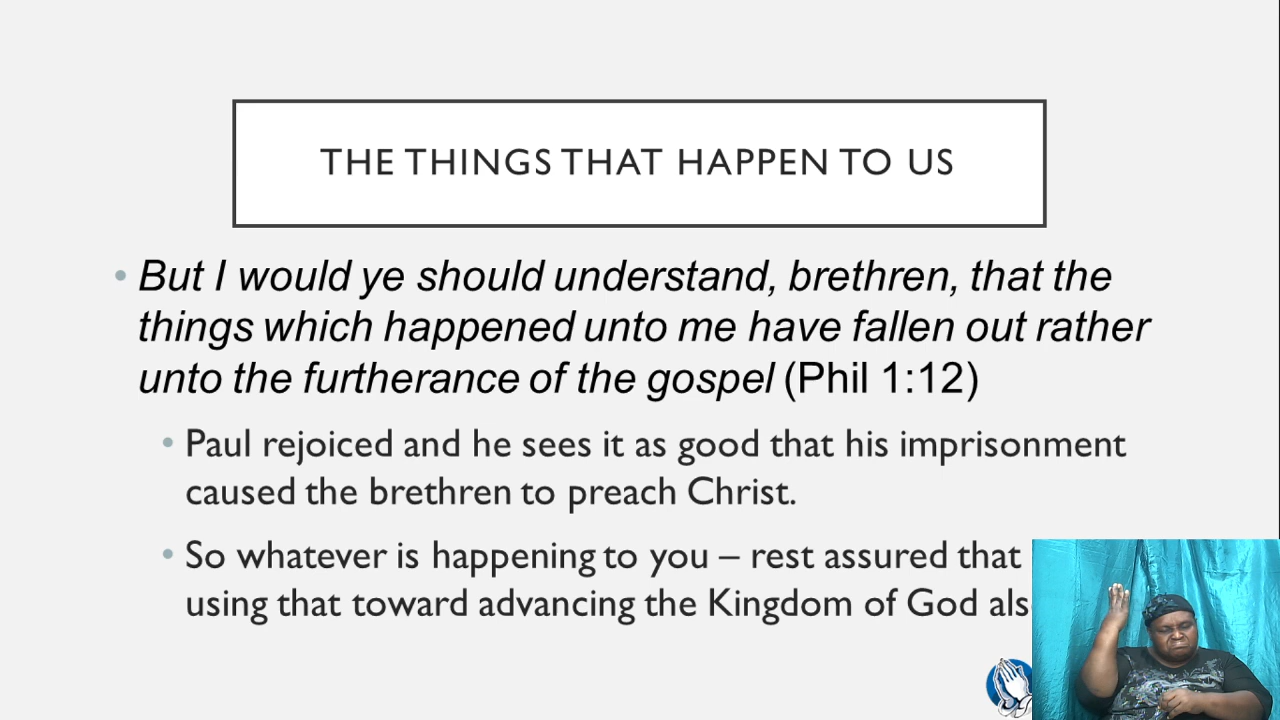 THE THINGS THAT HAPPEN TO US
• But I would ye should understand, brethren, that the
things which happened unto me have fallen out rather
unto the furtherance of the gospel (Phil 1:12)
• Paul rejoiced and he sees it as good that his imprisonment
caused the brethren to preach Christ.
• So whatever is happening to you – rest assured that
using that toward advancing the Kingdom of God